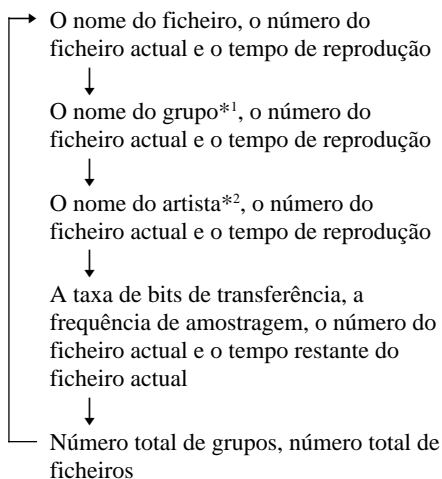 O nome do ficheiro, o número do
ficheiro actual e o tempo de reprodução
O nome do grupo*1, o número do
ficheiro actual e o tempo de reprodução
O nome do artista*2, o número do
ficheiro actual e o tempo de reprodução
A taxa de bits de transferência, a
frequência de amostragem, o número do
ficheiro actual e o tempo restante do
ficheiro actual
Número total de grupos, número total de
ficheiros